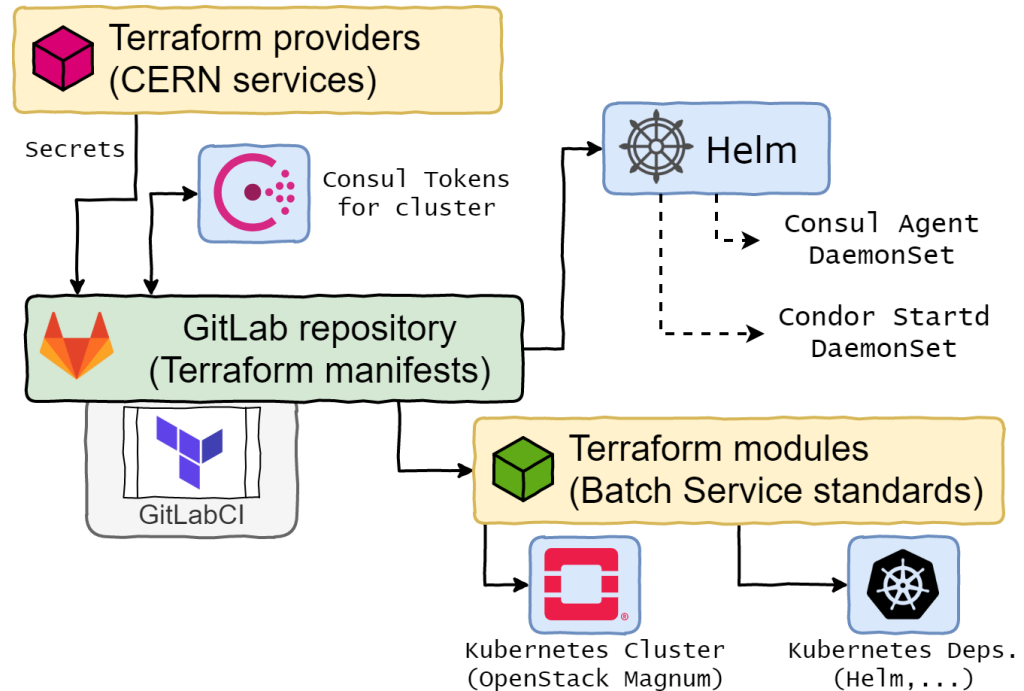 Terraform providers
(CERN services)
Secrets
Consul Tokens
for cluster
Helm
Consul Agent
DaemonSet
Condor Startd
DaemonSet
GitLab repository
(Terraform manifests)
GitLabCI
Terraform modules
(Batch Service standards)
Kubernetes Cluster
(OpenStack Magnum)
Kubernetes Deps.
(Helm,...)